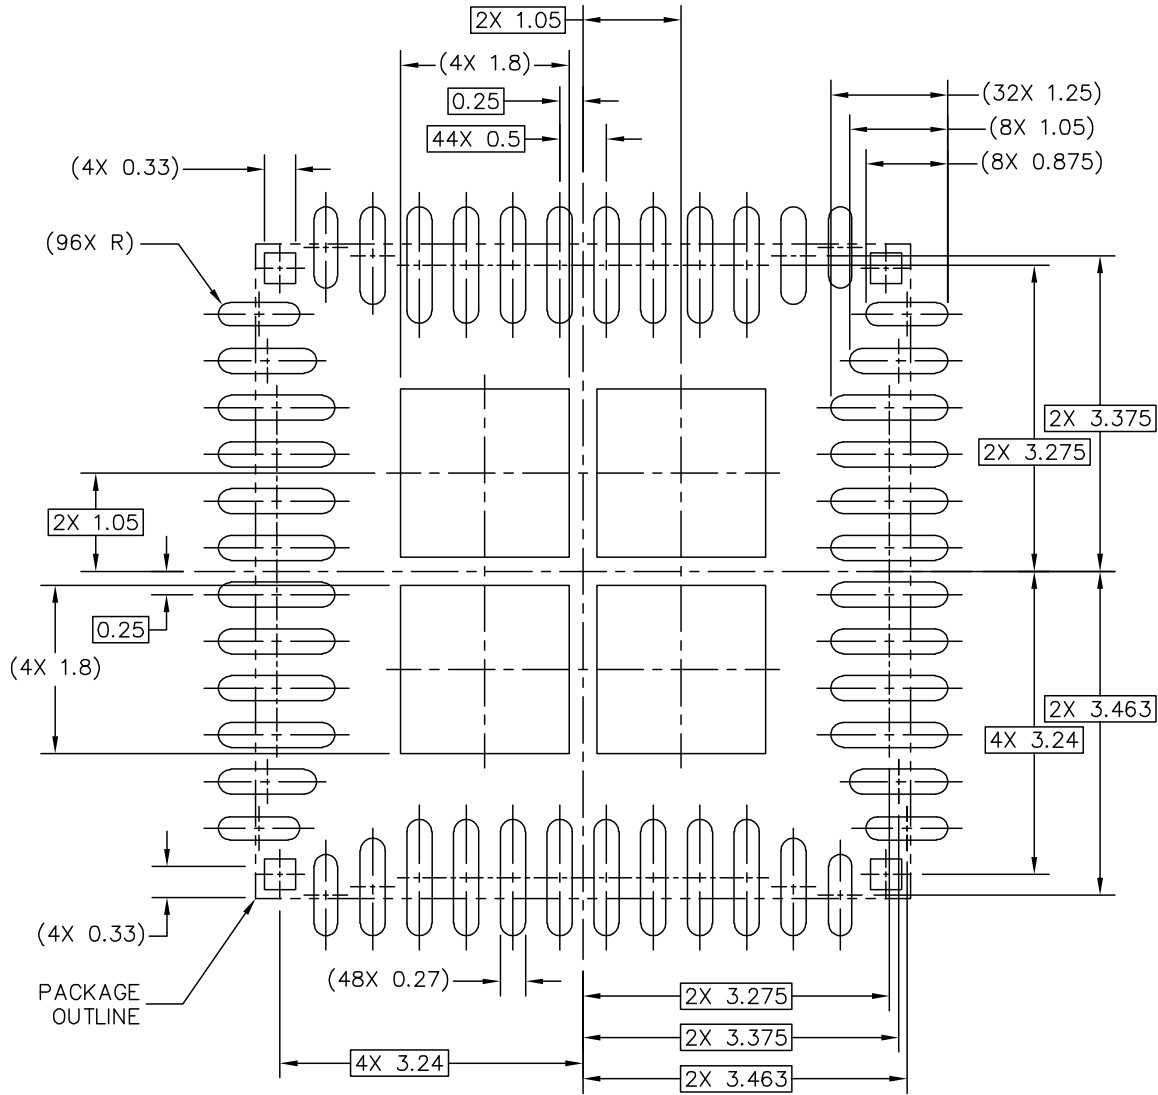 2X 1.05
(4X 1.8)
0.25
(32X 1.25)
44X 0.5
(8X 1.05)
(4X 0.33)
(8X 0.875)
(96X R)
2X 3.375
2X 3.275
2X 1.05
0.25
(4X 1.8)
2X 3.463
4X 3.24
(4X 0.33)
(48X 0.27)
PACKAGE
OUTLINE
2X 3.275
2X 3.375
4X 3.24
2X 3.463